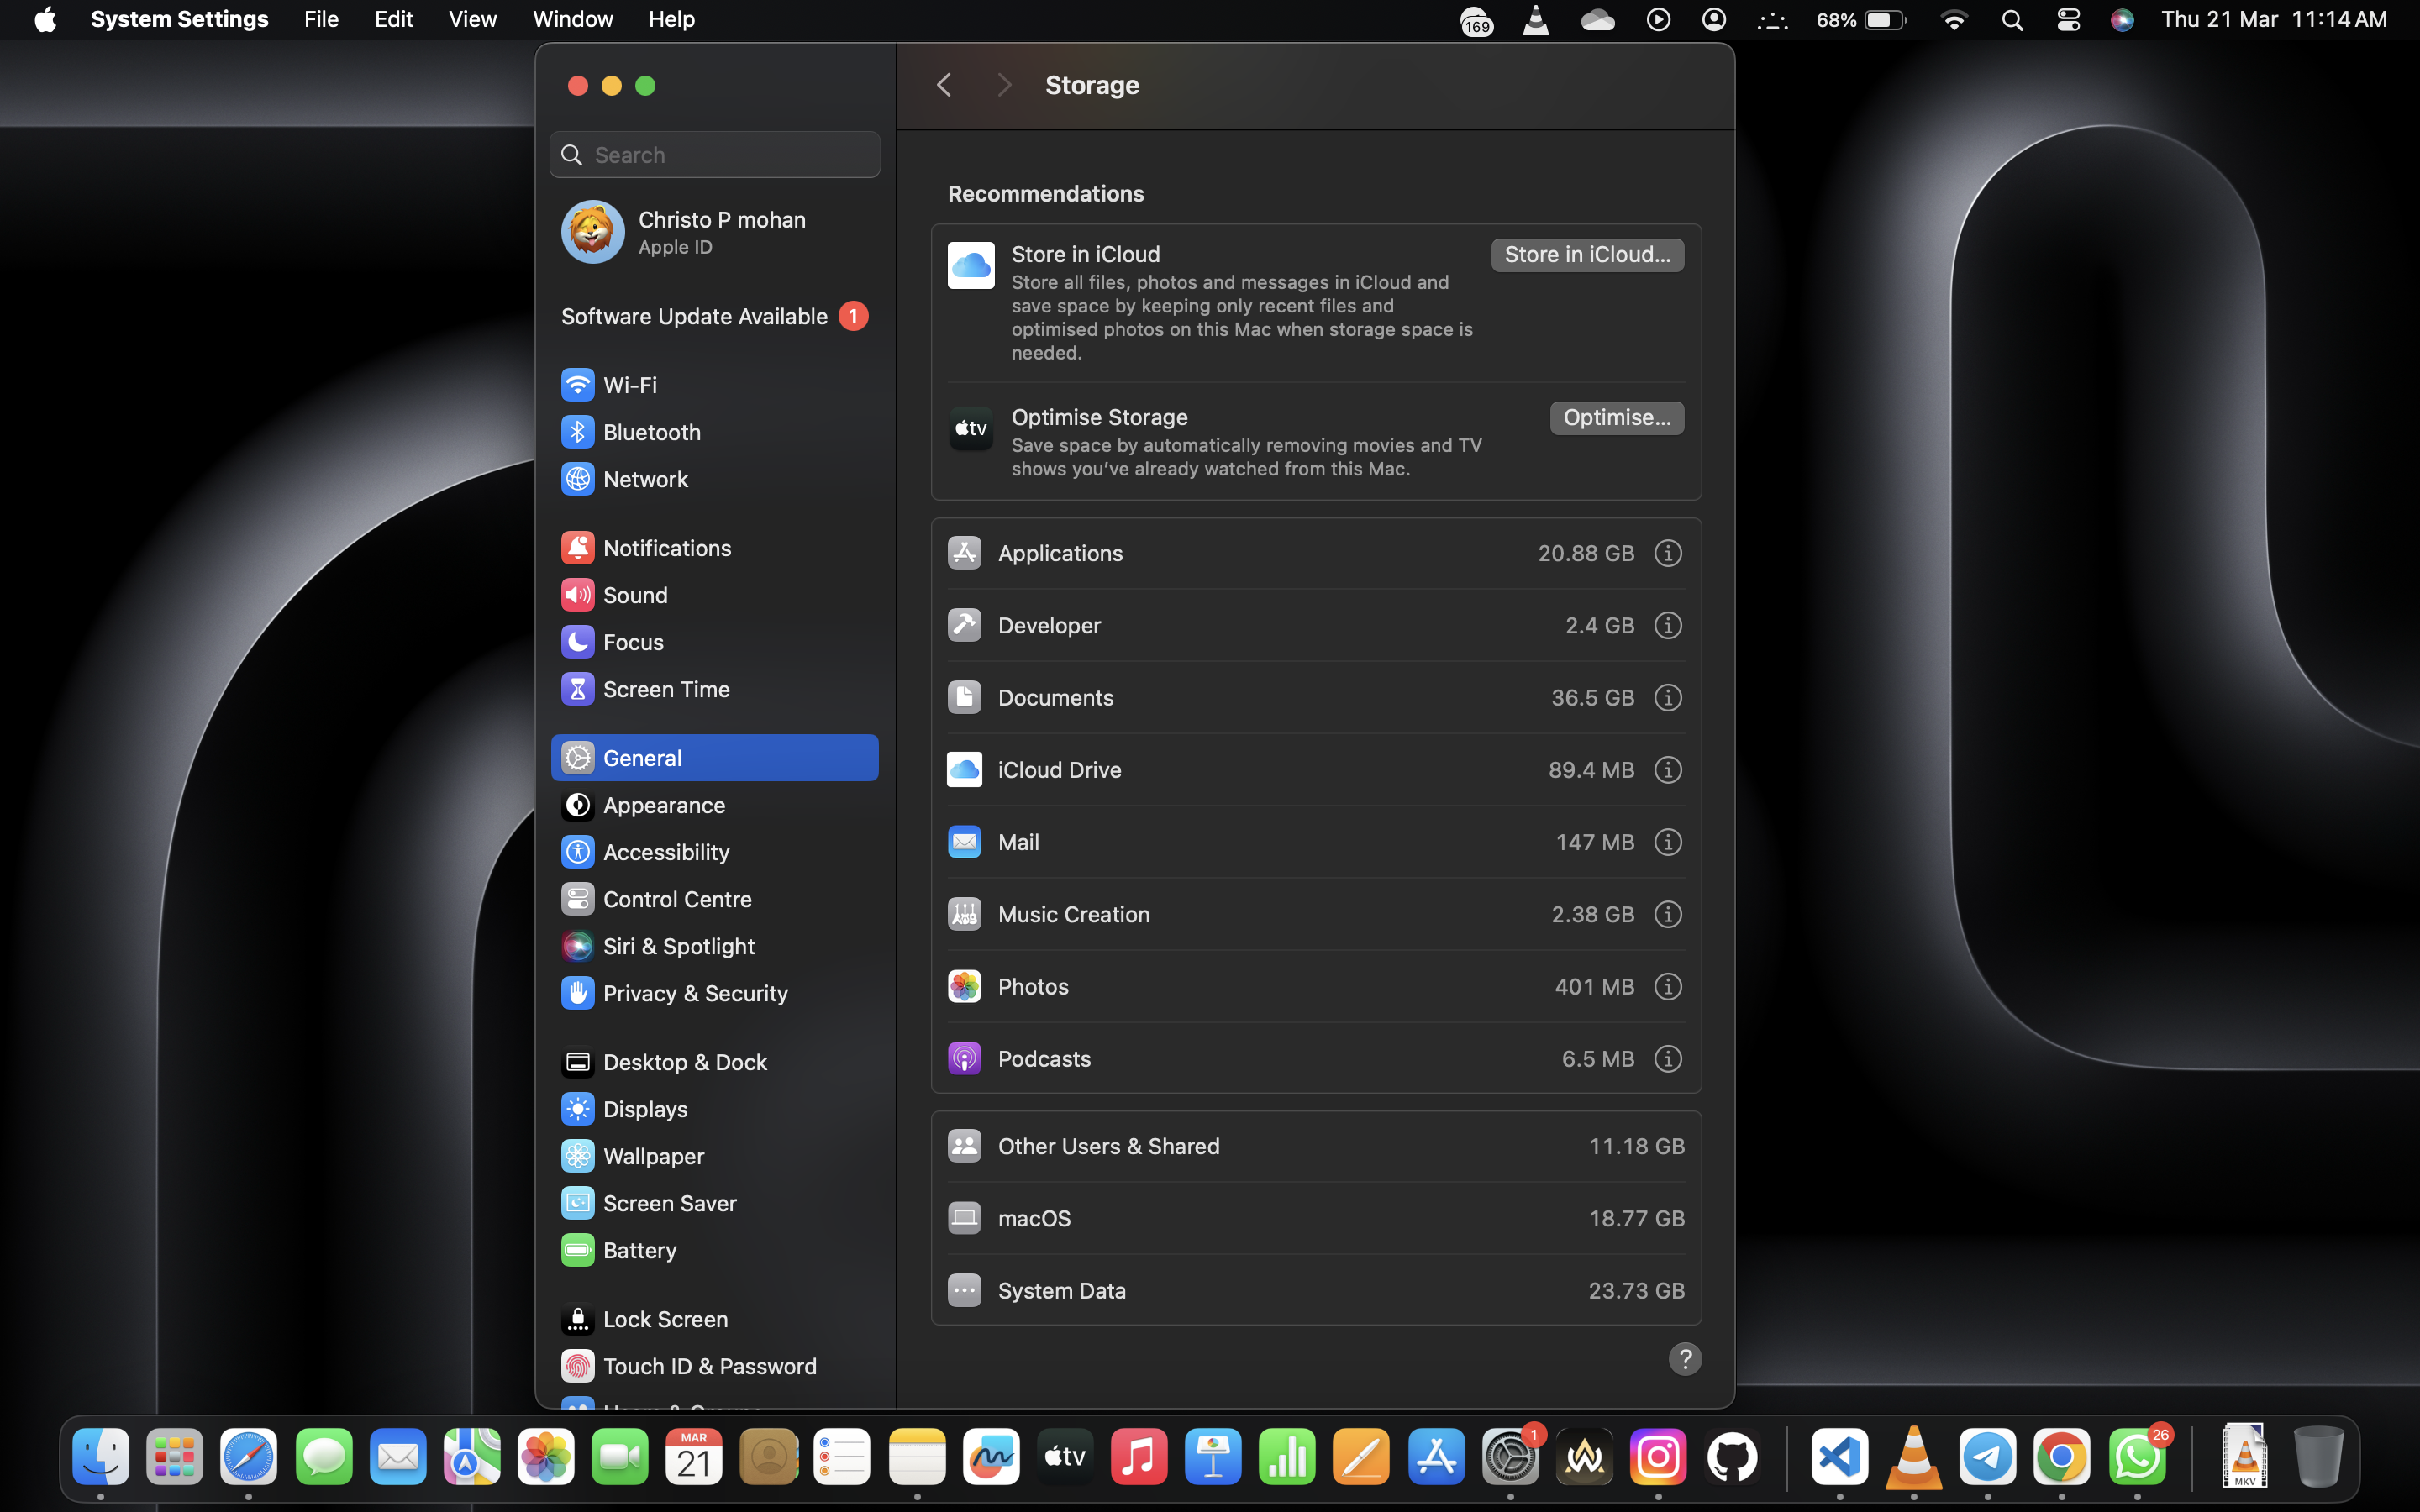 System Settings File Edit View Window Help
169
68%
Thu 21 Mar 11:14 AM
Search
Christo P mohan
Apple ID
Software Update Available 1
Wi-Fi
Bluetooth
Network
Notifications
Sound
Focus
Screen Time
General
Appearance
Accessibility
Control Centre
Siri & Spotlight
Privacy & Security
Desktop & Dock
Displays
Wallpaper
Screen Saver
Battery
Lock Screen
Touch ID & Password
Storage
Recommendations
Store in iCloud
Store in iCloud...
Store all files, photos and messages in iCloud and
save space by keeping only recent files and
optimised photos on this Mac when storage space is
needed.
tv
Optimise Storage
Optimise...
Save space by automatically removing movies and TV
shows you've already watched from this Mac.
Applications 20.88 GB
Developer 2.4 GB
Documents 36.5 GB
iCloud Drive 89.4 MB
Mail 147 MB
Music Creation 2.38 GB
Photos 401 MB
Podcasts 6.5 MB
Other Users & Shared 11.18 GB
macOS 18.77 GB
System Data 23.73 GB
?
MAR
21
tv
1
26
MKV